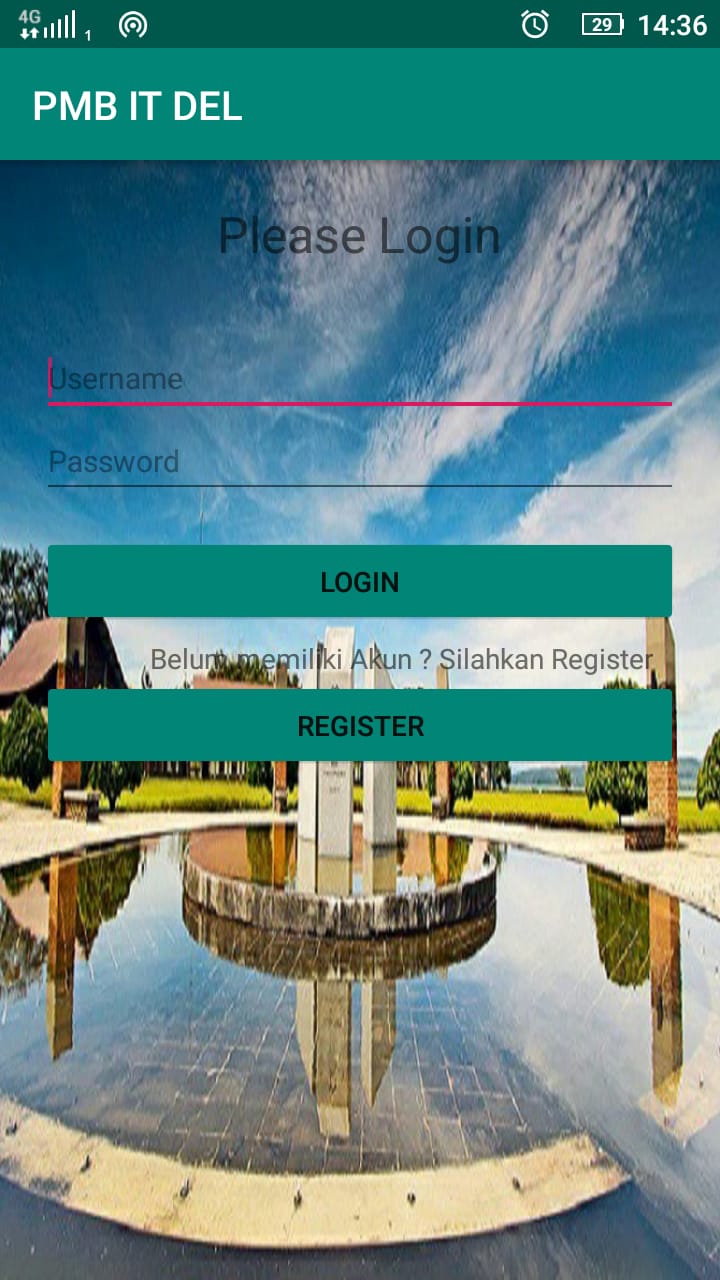 4G 1 29 14:36
PMB IT DEL
Please Login
Username
Password
LOGIN
Belum memiliki Akun ? Silahkan Register
REGISTER